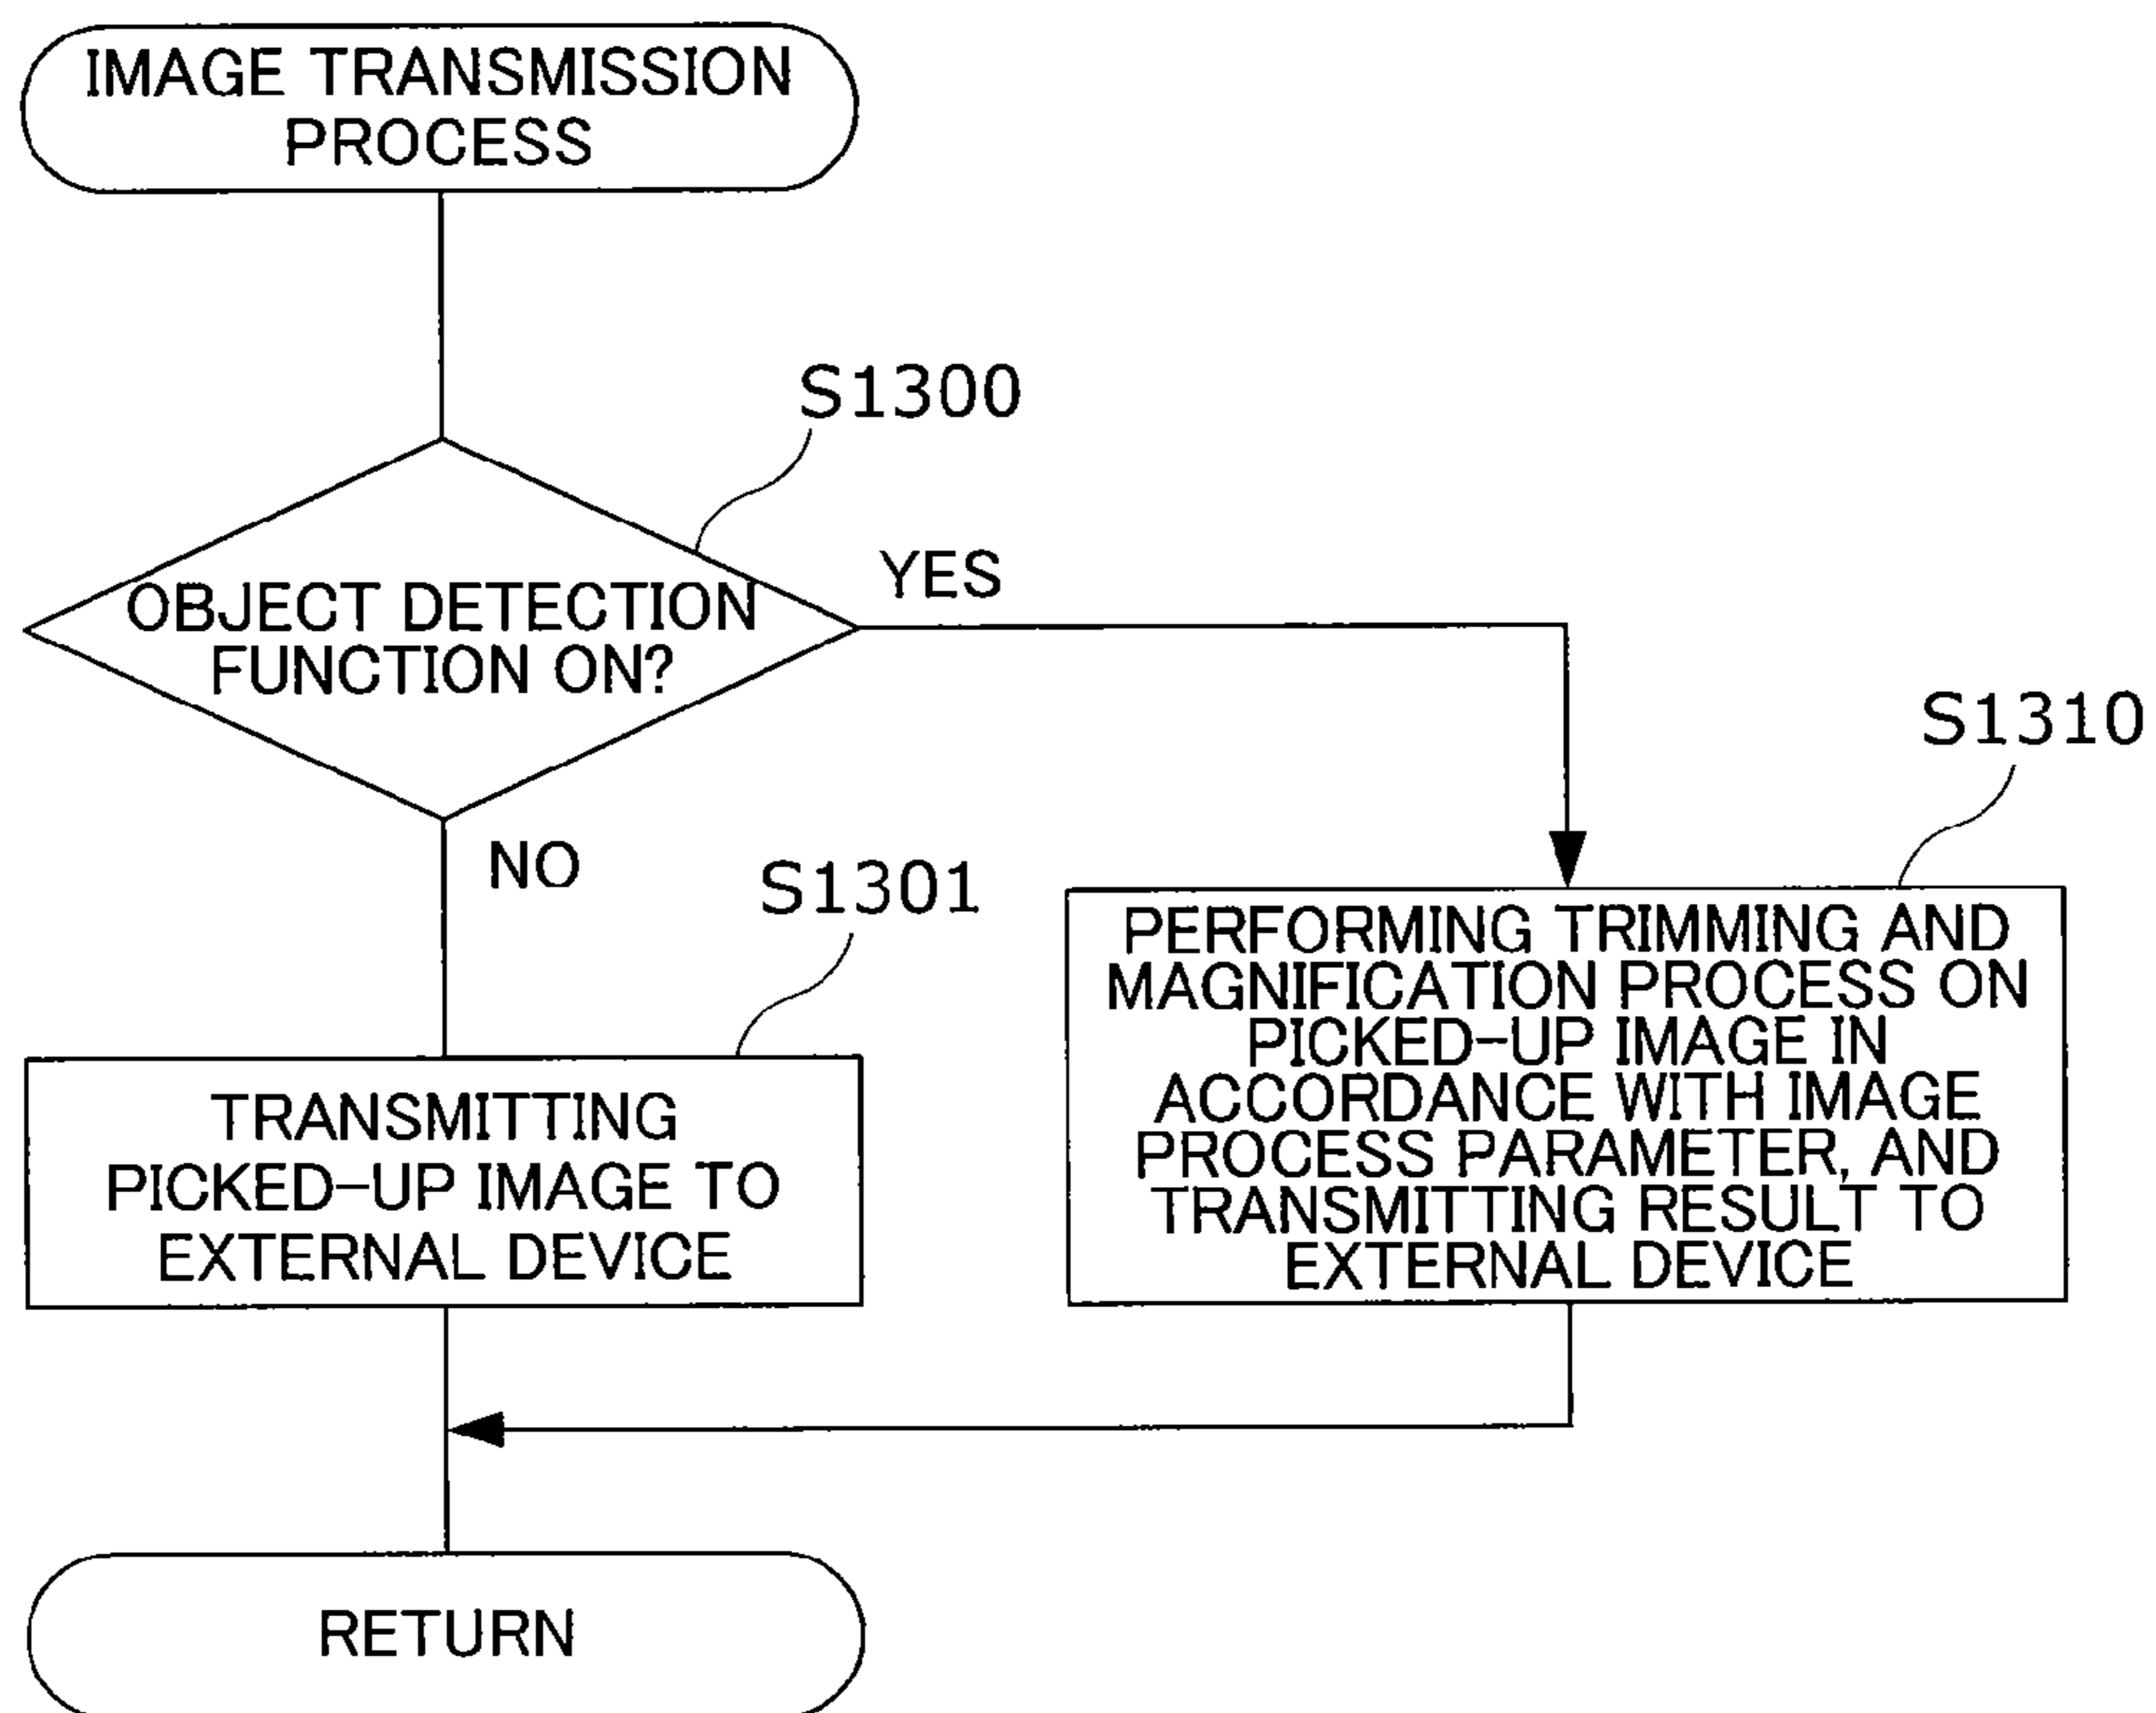 IMAGE TRANSMISSION
PROCESS
S1300
OBJECT DETECTION
FUNCTION ON?
YES
NO
S1301
TRANSMITTING
PICKED-UP IMAGE TO
EXTERNAL DEVICE
S1310
PERFORMING TRIMMING AND
MAGNIFICATION PROCESS ON
PICKED-UP IMAGE IN
ACCORDANCE WITH IMAGE
PROCESS PARAMETER, AND
TRANSMITTING RESULT TO
EXTERNAL DEVICE
RETURN